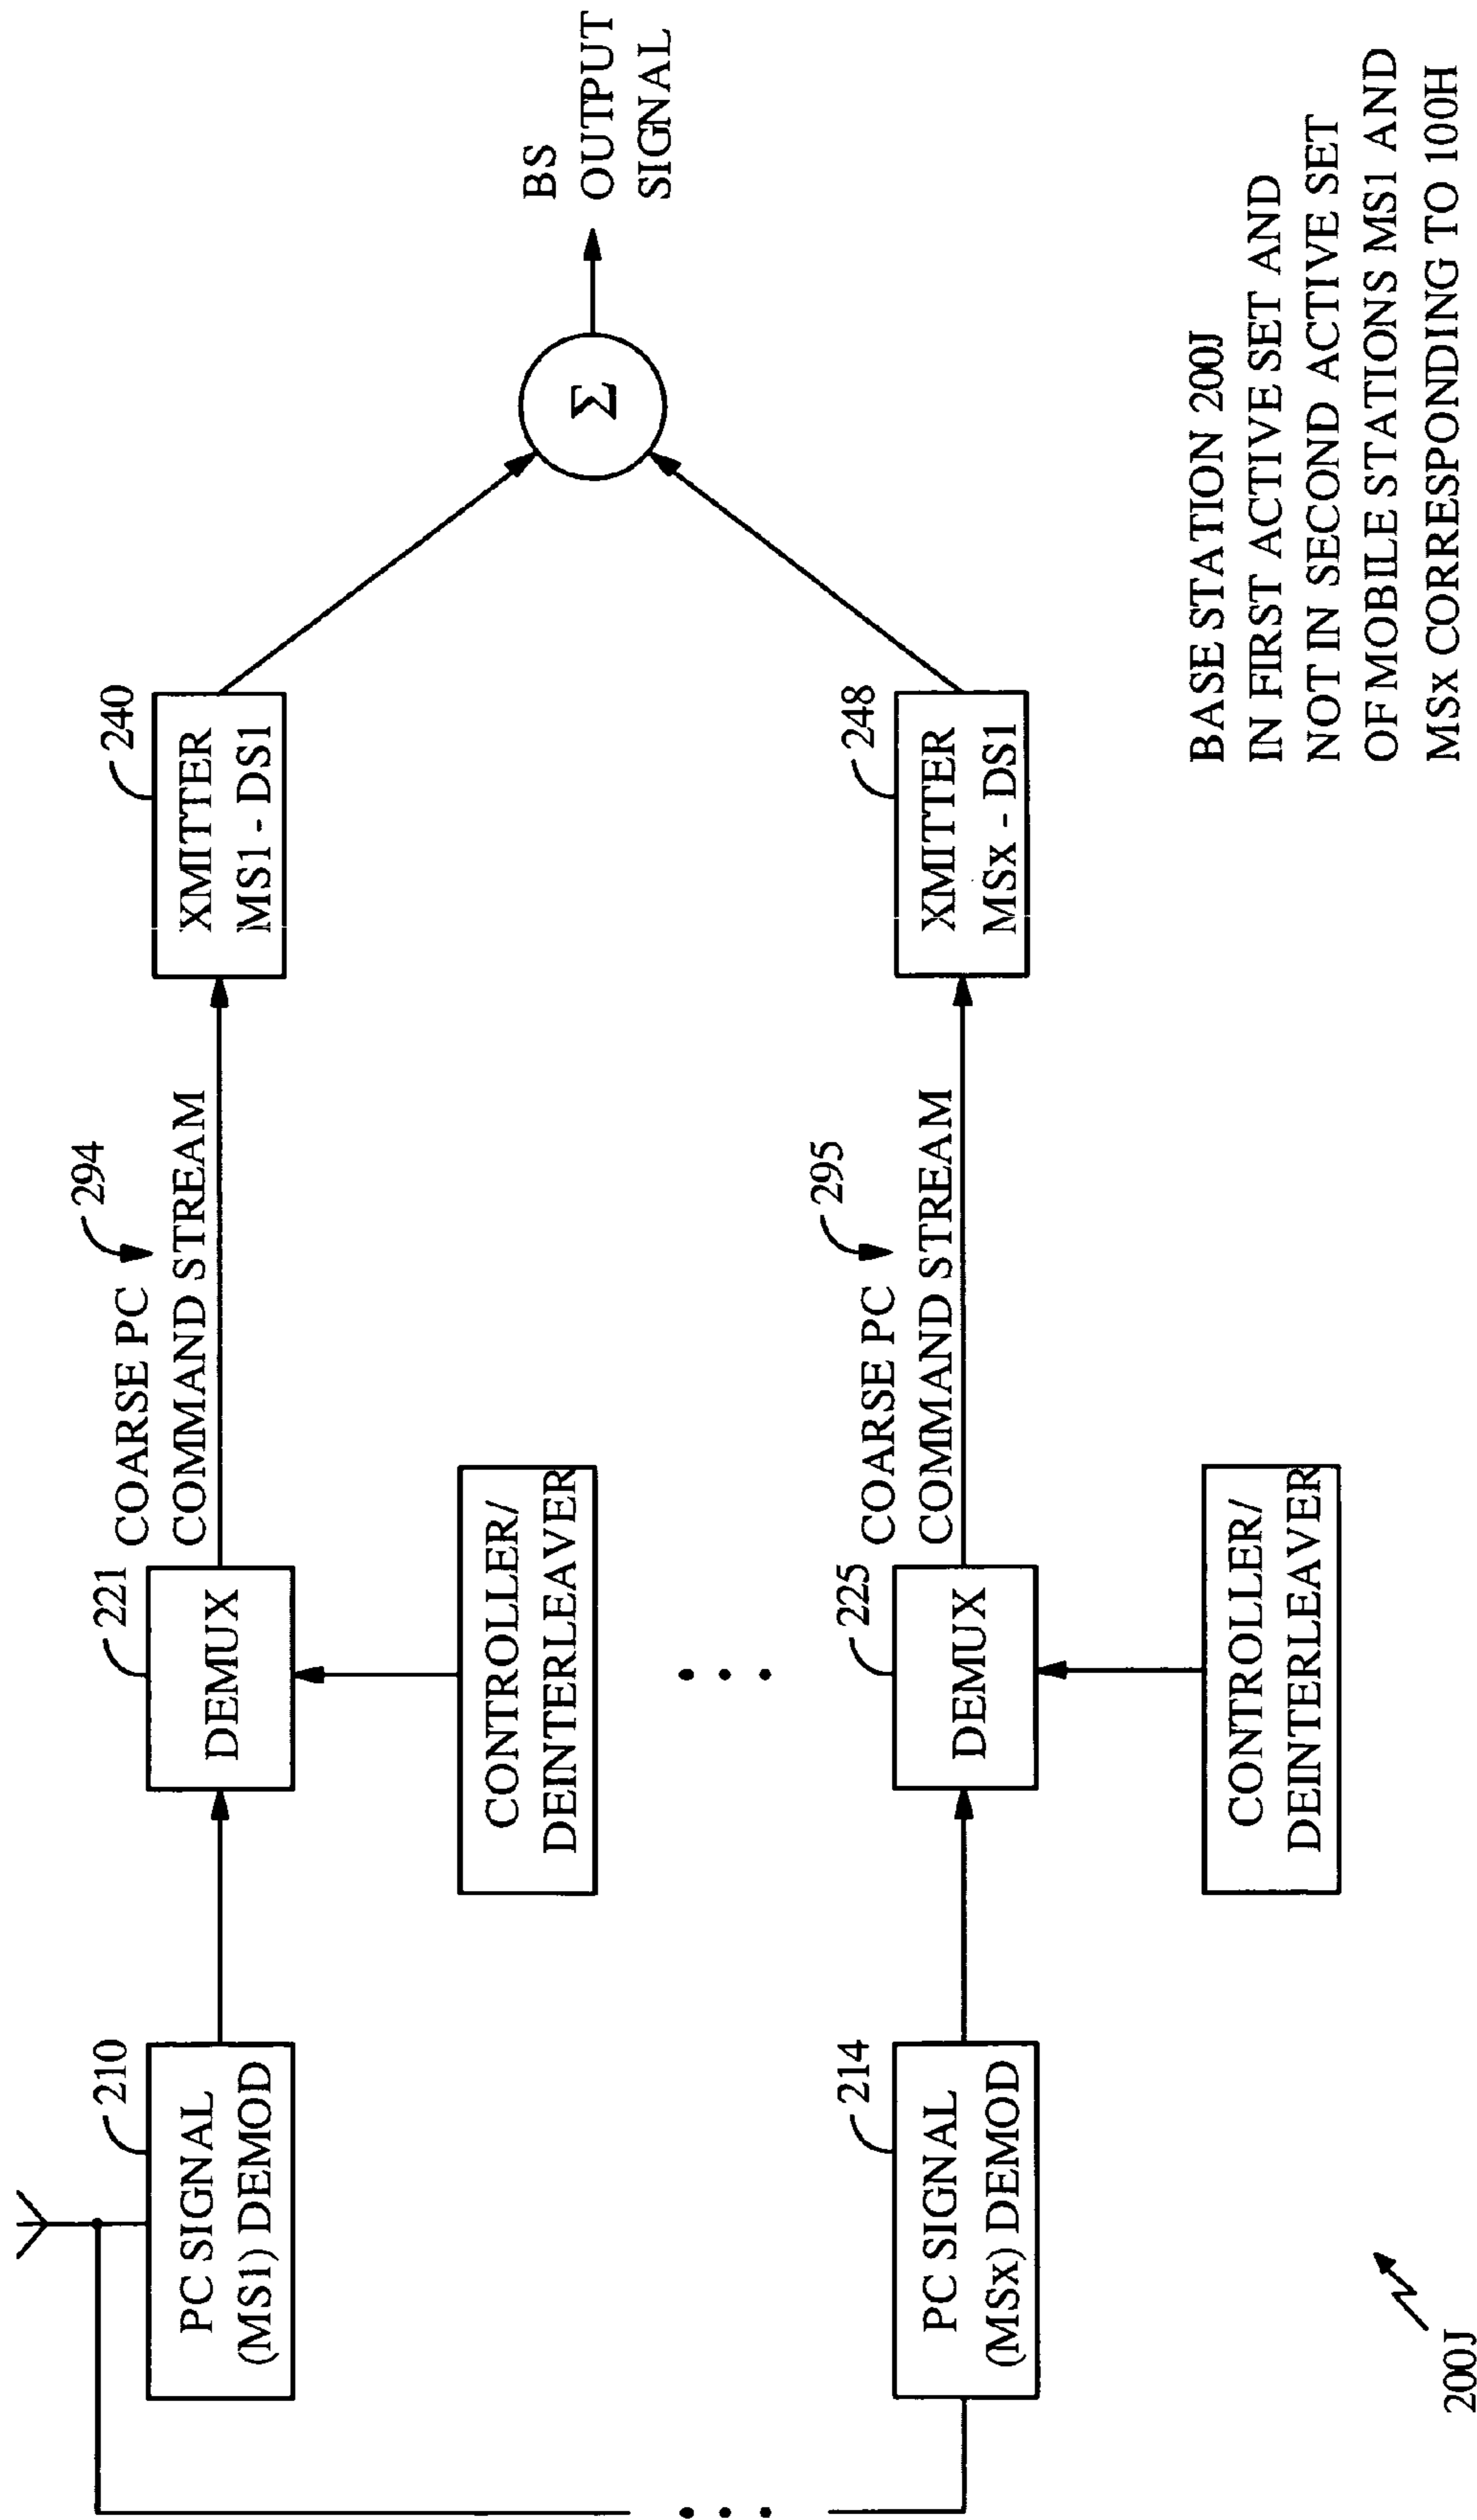 210
PC SIGNAL
(MS1) DEMOD
221
DEMUX
CONTROLLER/
DEINTERLEAVER
COARSE PC
COMMAND STREAM
294
240
XMITTER
MS1 - DS1
Σ
BS
OUTPUT
SIGNAL
214
PC SIGNAL
(MSx) DEMOD
225
DEMUX
CONTROLLER/
DEINTERLEAVER
COARSE PC
COMMAND STREAM
295
248
XMITTER
MSx - DS1
BASE STATION 200J
IN FIRST ACTIVE SET AND
NOT IN SECOND ACTIVE SET
OF MOBILE STATIONS MS1 AND
MSx CORRESPONDING TO 100H
200J